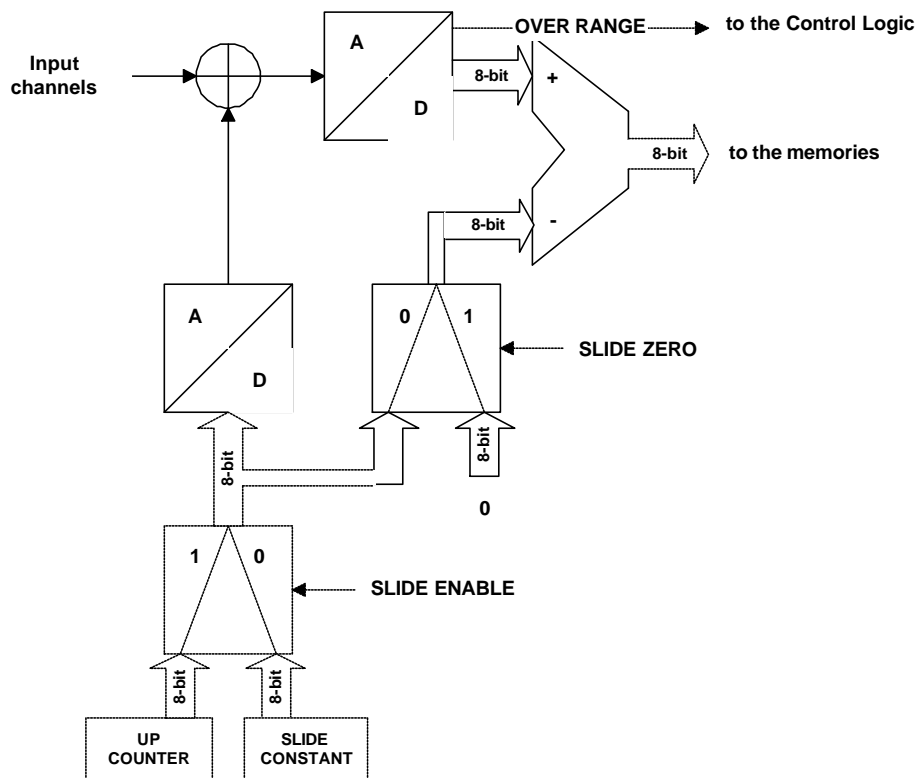 OVER RANGE
to the Control Logic
Input
channels
A
D
8-bit
+
8-bit
to the memories
8-bit
-
A
D
0
1
SLIDE ZERO
8-bit
8-bit
0
1
0
SLIDE ENABLE
8-bit
8-bit
UP
COUNTER
SLIDE
CONSTANT